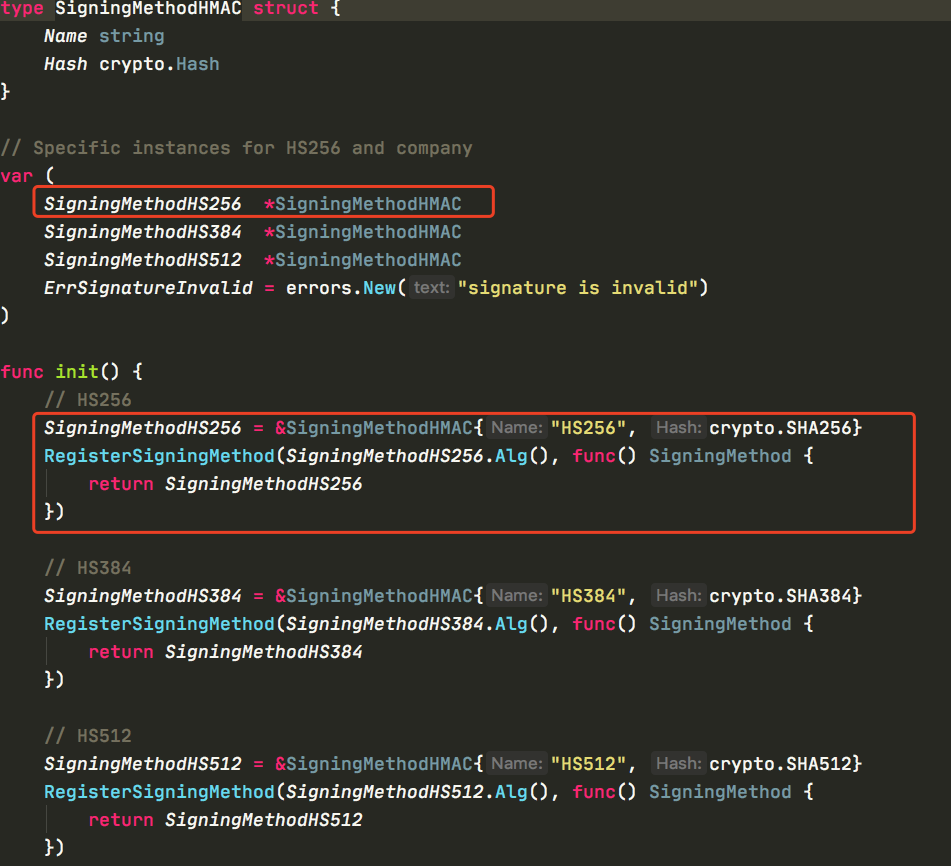 type SigningMethodHMAC struct {
    Name string
    Hash crypto.Hash
}
// Specific instances for HS256 and company
var (
    SigningMethodHS256  *SigningMethodHMAC
    SigningMethodHS384  *SigningMethodHMAC
    SigningMethodHS512  *SigningMethodHMAC
    ErrSignatureInvalid = errors.New( text: "signature is invalid")
)
func init() {
    // HS256
    SigningMethodHS256 = &SigningMethodHMAC{ Name: "HS256", Hash: crypto.SHA256}
    RegisterSigningMethod(SigningMethodHS256.Alg(), func() SigningMethod {
        return SigningMethodHS256
    })
    // HS384
    SigningMethodHS384 = &SigningMethodHMAC{ Name: "HS384", Hash: crypto.SHA384}
    RegisterSigningMethod(SigningMethodHS384.Alg(), func() SigningMethod {
        return SigningMethodHS384
    })
    // HS512
    SigningMethodHS512 = &SigningMethodHMAC{ Name: "HS512", Hash: crypto.SHA512}
    RegisterSigningMethod(SigningMethodHS512.Alg(), func() SigningMethod {
        return SigningMethodHS512
    })